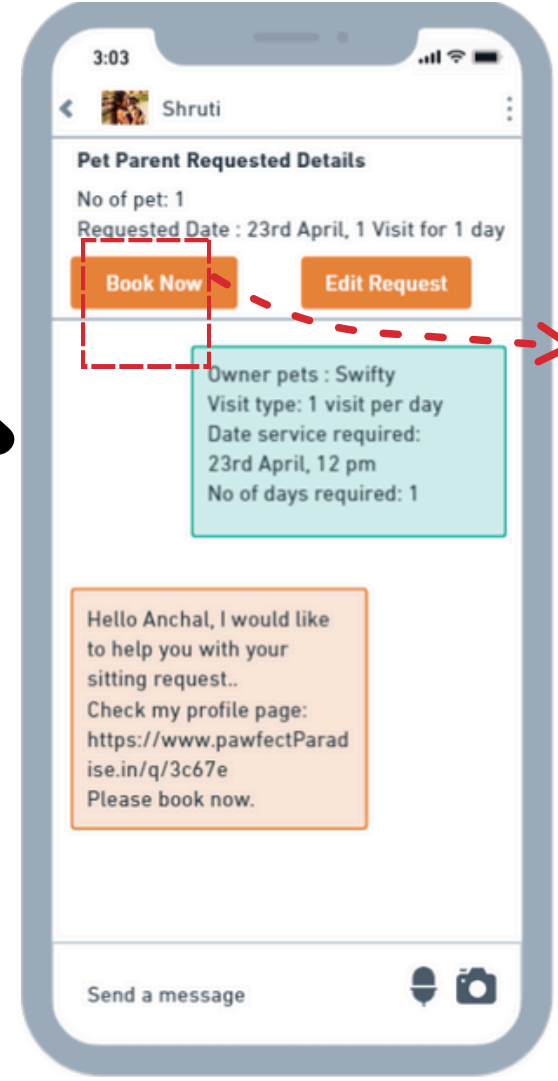 3:03
Shruti
Pet Parent Requested Details
No of pet: 1
Requested Date : 23rd April, 1 Visit for 1 day
Book Now
Edit Request
Owner pets : Swifty
Visit type: 1 visit per day
Date service required:
23rd April, 12 pm
No of days required: 1
Hello Anchal, I would like
to help you with your
sitting request..
Check my profile page:
https://www.pawfectParad
ise.in/q/3c67e
Please book now.
Send a message